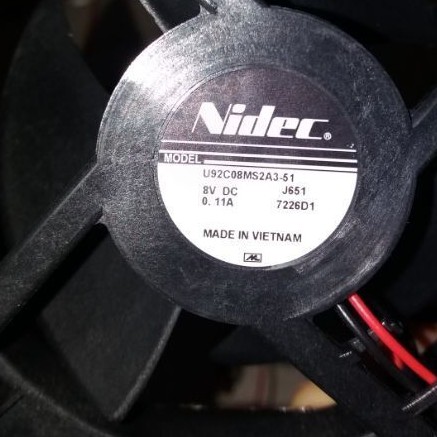 Nidec®
MODEL
U92C08MS2A3-51
8V DC J651
0.11A 7226D1
MADE IN VIETNAM